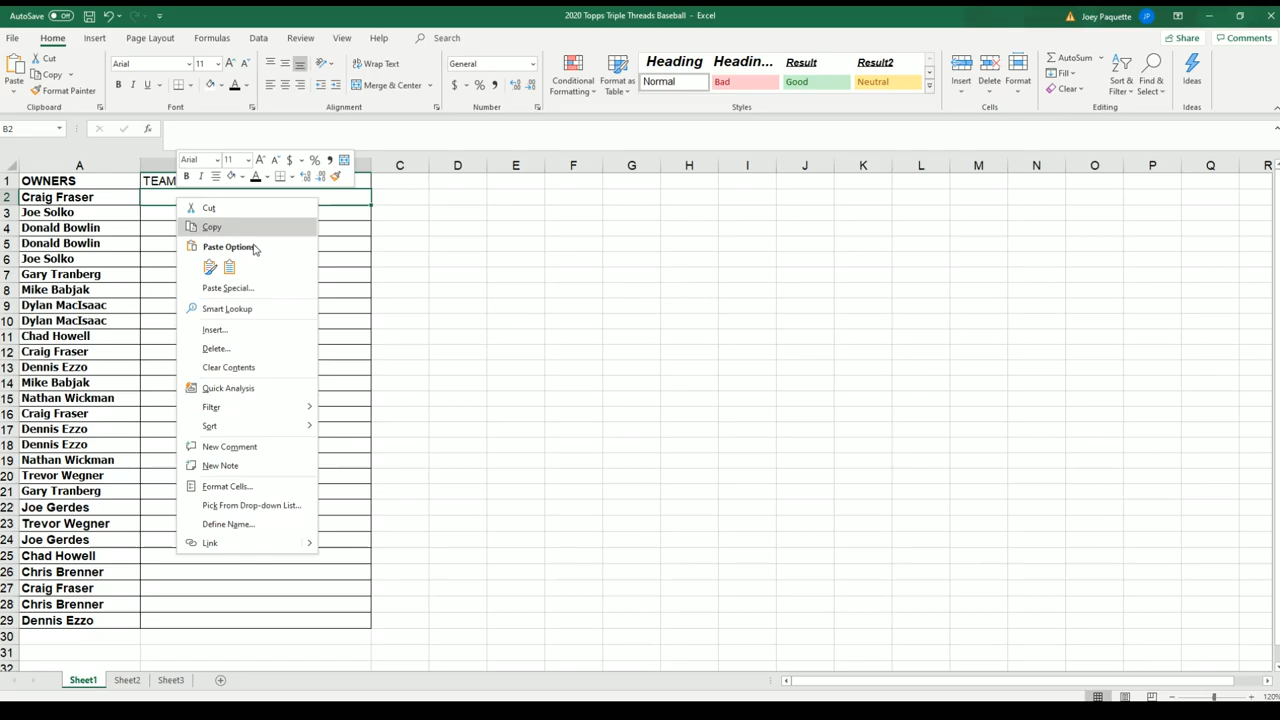 AutoSave Off
2020 Topps Triple Threads Baseball - Excel
Joey Paquette JP
File Home Insert Page Layout Formulas Data Review View Help Search Share Comments
Paste
Cut
Copy
Format Painter
Clipboard
Arial 11
B I U
Font
Wrap Text
Merge & Center
Alignment
General
$ % ,
Number
Conditional Formatting
Format as Table
Heading Headin... Result Result2
Normal Bad Good Neutral
Styles
Insert Delete Format
Cells
AutoSum
Fill
Clear
Sort & Filter
Find & Select
Editing
Ideas
Ideas
B2 fx
Arial 11 A A $ % ,
B I A
A C D E F G H I J K L M N O P Q R
1 OWNERS TEAM
2 Craig Fraser
3 Joe Solko
4 Donald Bowlin
5 Donald Bowlin
6 Joe Solko
7 Gary Tranberg
8 Mike Babjak
9 Dylan MacIsaac
10 Dylan MacIsaac
11 Chad Howell
12 Craig Fraser
13 Dennis Ezzo
14 Mike Babjak
15 Nathan Wickman
16 Craig Fraser
17 Dennis Ezzo
18 Dennis Ezzo
19 Nathan Wickman
20 Trevor Wegner
21 Gary Tranberg
22 Joe Gerdes
23 Trevor Wegner
24 Joe Gerdes
25 Chad Howell
26 Chris Brenner
27 Craig Fraser
28 Chris Brenner
29 Dennis Ezzo
30
31
32
Cut
Copy
Paste Options:
Paste Special...
Smart Lookup
Insert...
Delete...
Clear Contents
Quick Analysis
Filter
Sort
New Comment
New Note
Format Cells...
Pick From Drop-down List...
Define Name...
Link
Sheet1 Sheet2 Sheet3
120%